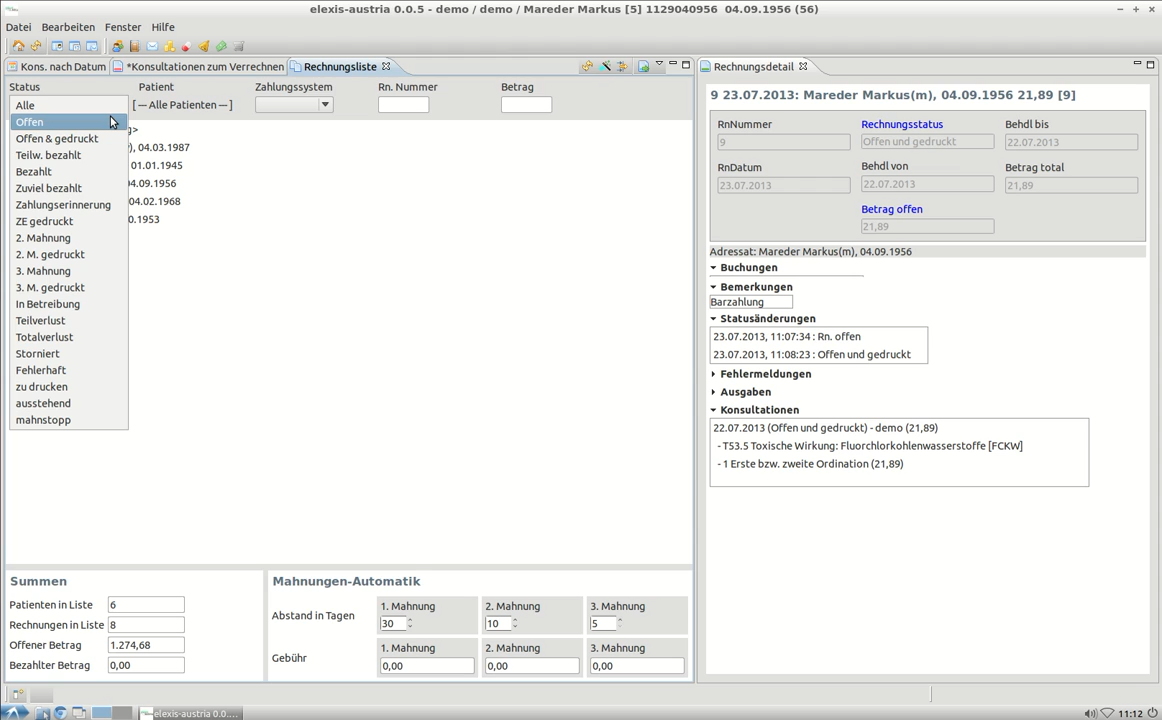 elexis-austria 0.0.5 - demo / demo / Mareder Markus [5] 1129040956 04.09.1956 (56)
Datei Bearbeiten Fenster Hilfe
Kons. nach Datum *Konsultationen zum Verrechnen Rechnungsliste
Status Patient Zahlungssystem Rn. Nummer Betrag
Alle [ — Alle Patienten — ]
Offen
Offen & gedruckt
Teilw. bezahlt
Bezahlt
Zuviel bezahlt
Zahlungserinnerung
ZE gedruckt
2. Mahnung
2. M. gedruckt
3. Mahnung
3. M. gedruckt
In Betreibung
Teilverlust
Totalverlust
Storniert
Fehlerhaft
zu drucken
ausstehend
mahnstopp
g>
), 04.03.1987
01.01.1945
04.09.1956
04.02.1968
0.1953
Summen
Patienten in Liste 6
Rechnungen in Liste 8
Offener Betrag 1.274,68
Bezahlter Betrag 0,00
Mahnungen-Automatik
1. Mahnung 2. Mahnung 3. Mahnung
Abstand in Tagen 30 10 5
1. Mahnung 2. Mahnung 3. Mahnung
Gebühr 0,00 0,00 0,00
Rechnungsdetail
9 23.07.2013: Mareder Markus(m), 04.09.1956 21,89 [9]
RnNummer Rechnungsstatus Behdl bis
9 Offen und gedruckt 22.07.2013
RnDatum Behdl von Betrag total
23.07.2013 22.07.2013 21,89
Betrag offen
21,89
Adressat: Mareder Markus(m), 04.09.1956
Buchungen
Bemerkungen
Barzahlung
Statusänderungen
23.07.2013, 11:07:34 : Rn. offen
23.07.2013, 11:08:23 : Offen und gedruckt
Fehlermeldungen
Ausgaben
Konsultationen
22.07.2013 (Offen und gedruckt) - demo (21,89)
- T53.5 Toxische Wirkung: Fluorchlorkohlenwasserstoffe [FCKW]
- 1 Erste bzw. zweite Ordination (21,89)
elexis-austria 0.0....
11:12